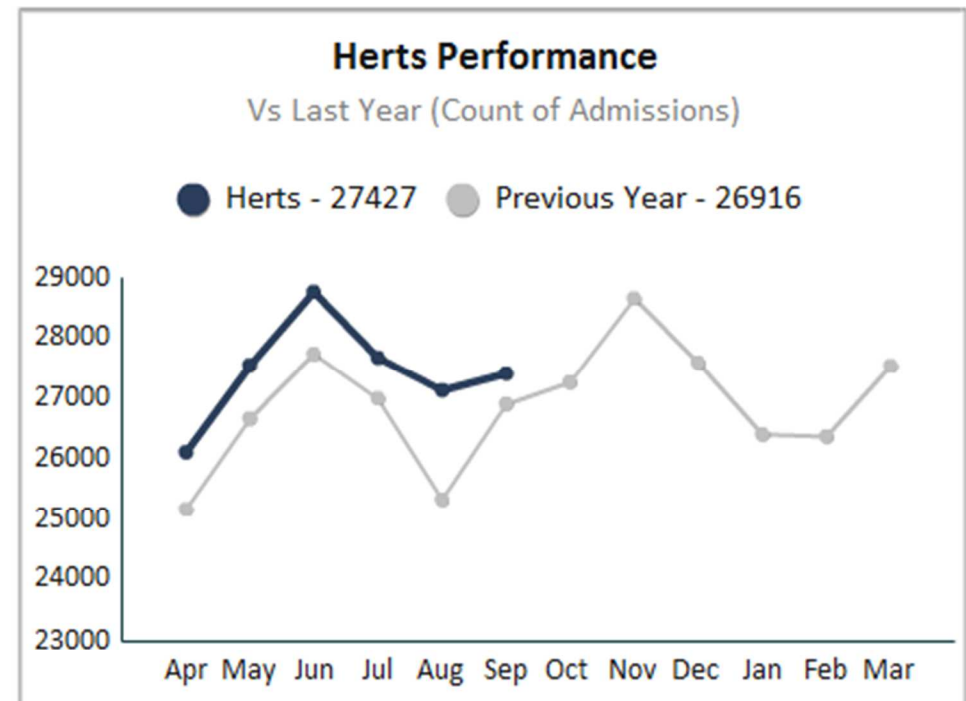 Herts Performance
Vs Last Year (Count of Admissions)
Herts - 27427 Previous Year - 26916
29000
28000
27000
26000
25000
24000
23000
Apr May Jun Jul Aug Sep Oct Nov Dec Jan Feb Mar